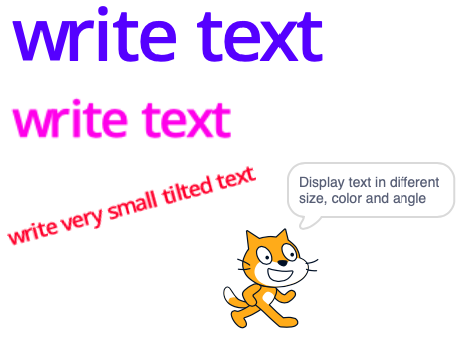 write text
write text
write very small tilted text
Display text in different
size, color and angle